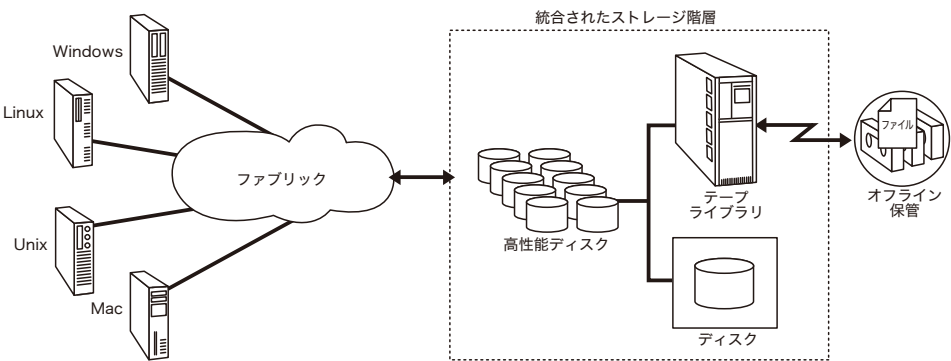 統合されたストレージ階層
Windows
Linux
Unix
Mac
ファブリック
高性能ディスク
テープ
ライブラリ
ディスク
ファイル
オフライン
保管